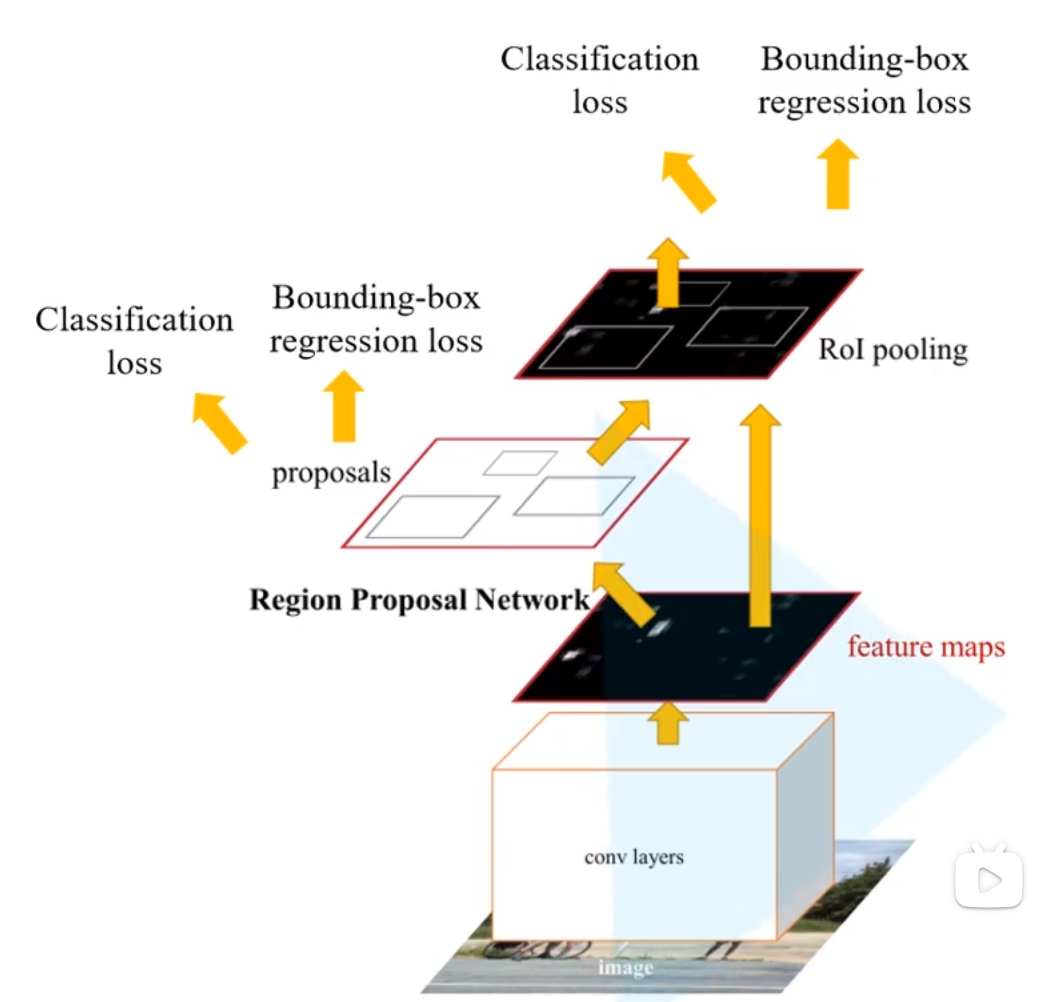 Classification
loss
Bounding-box
regression loss
Classification
loss
Bounding-box
regression loss
RoI pooling
proposals
Region Proposal Network
feature maps
conv layers
image